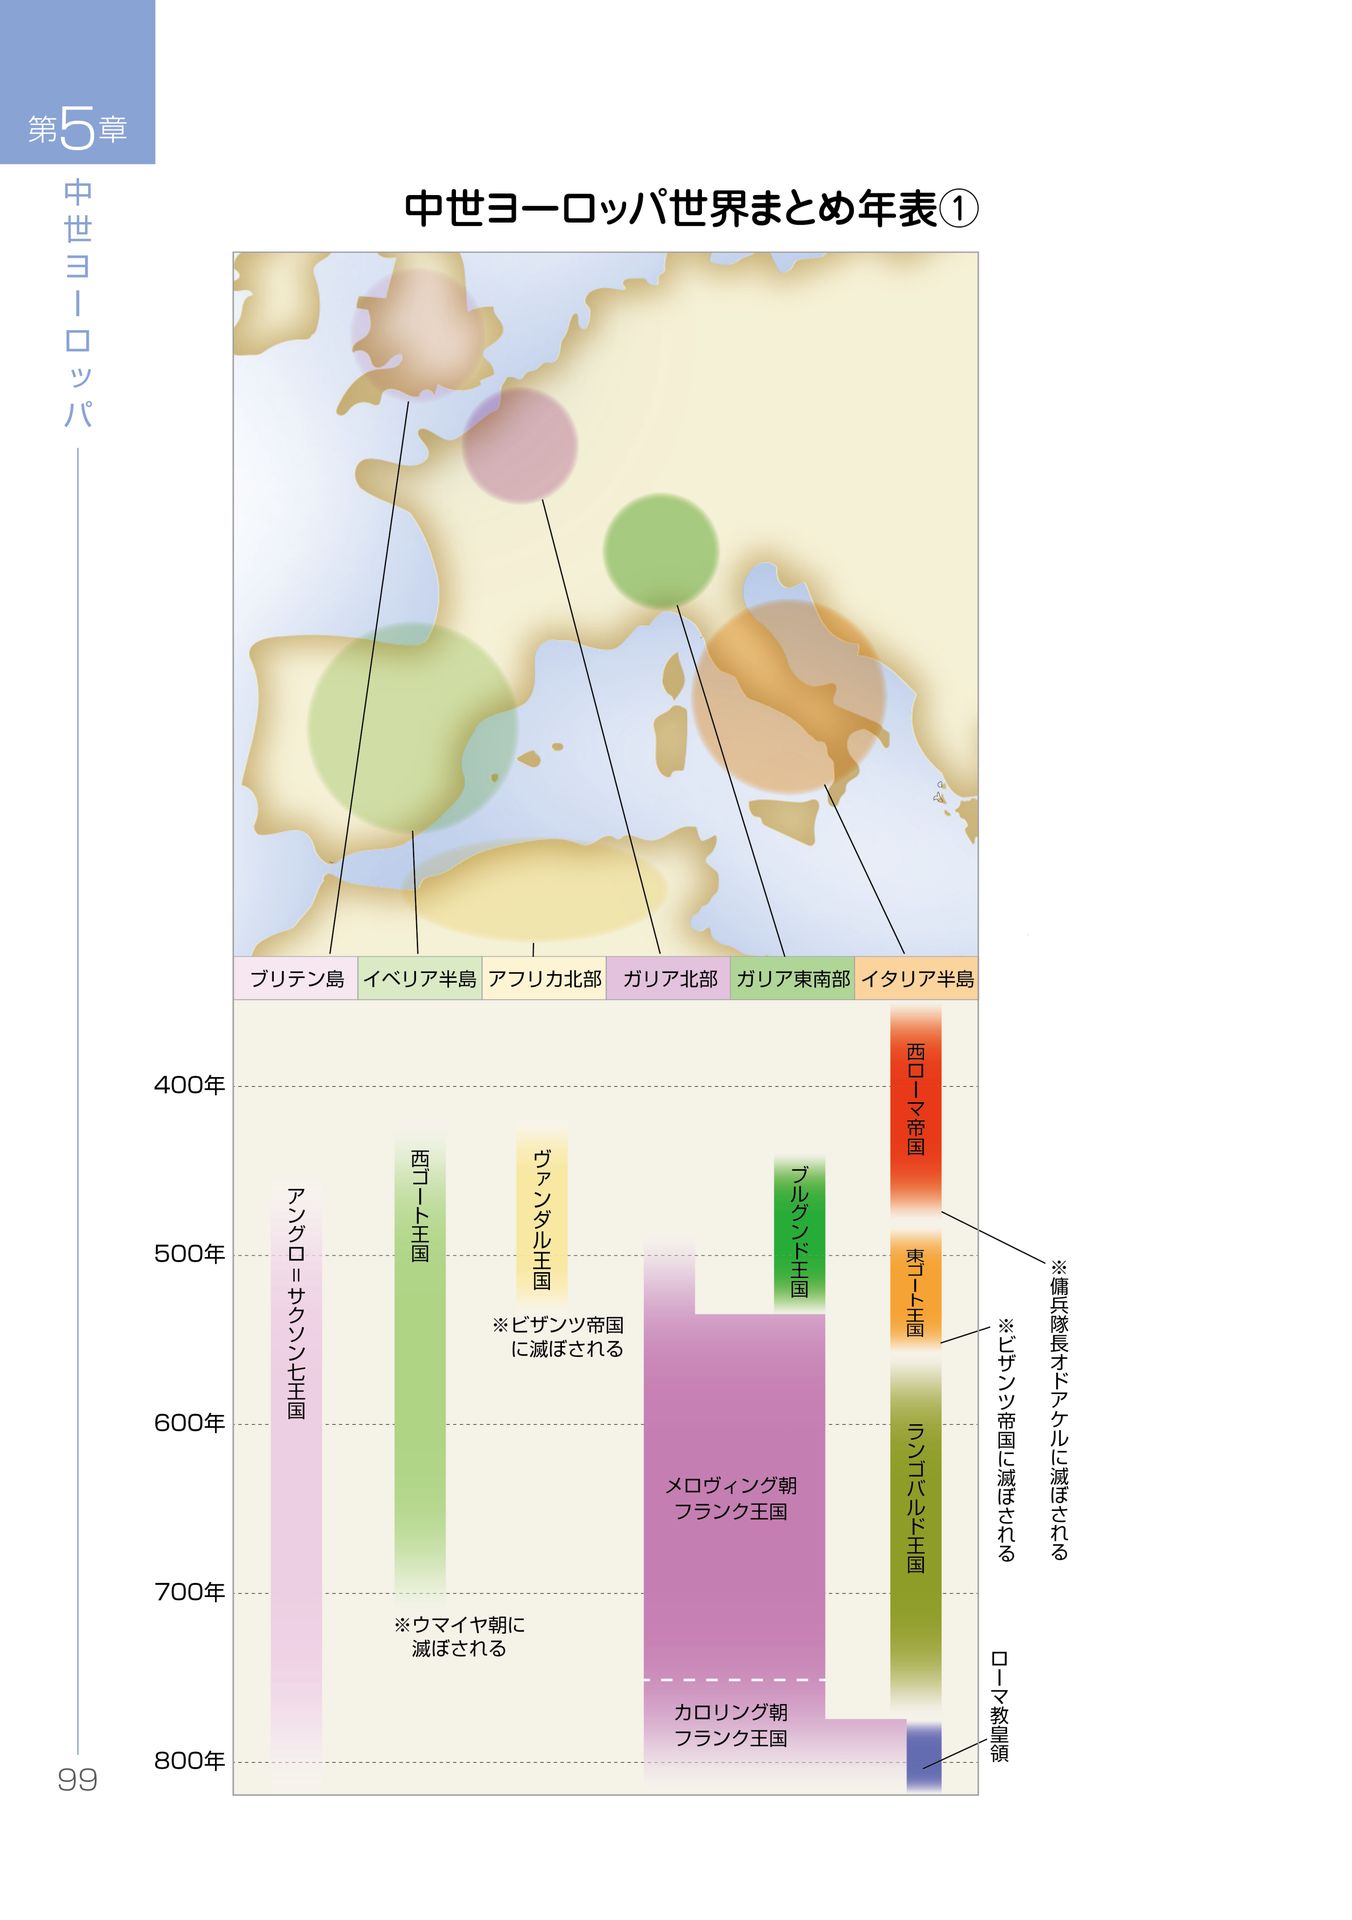 第5章
中世ヨーロッパ
中世ヨーロッパ世界まとめ年表①
ブリテン島
イベリア半島
アフリカ北部
ガリア北部
ガリア東南部
イタリア半島
400年
500年
600年
700年
800年
アングロ＝サクソン七王国
西ゴート王国
※ウマイヤ朝に
滅ぼされる
ヴァンダル王国
※ビザンツ帝国
に滅ぼされる
メロヴィング朝
フランク王国
カロリング朝
フランク王国
ブルグンド王国
西ローマ帝国
東ゴート王国
ランゴバルド王国
※傭兵隊長オドアケルに滅ぼされる
※ビザンツ帝国に滅ぼされる
ローマ教皇領
99